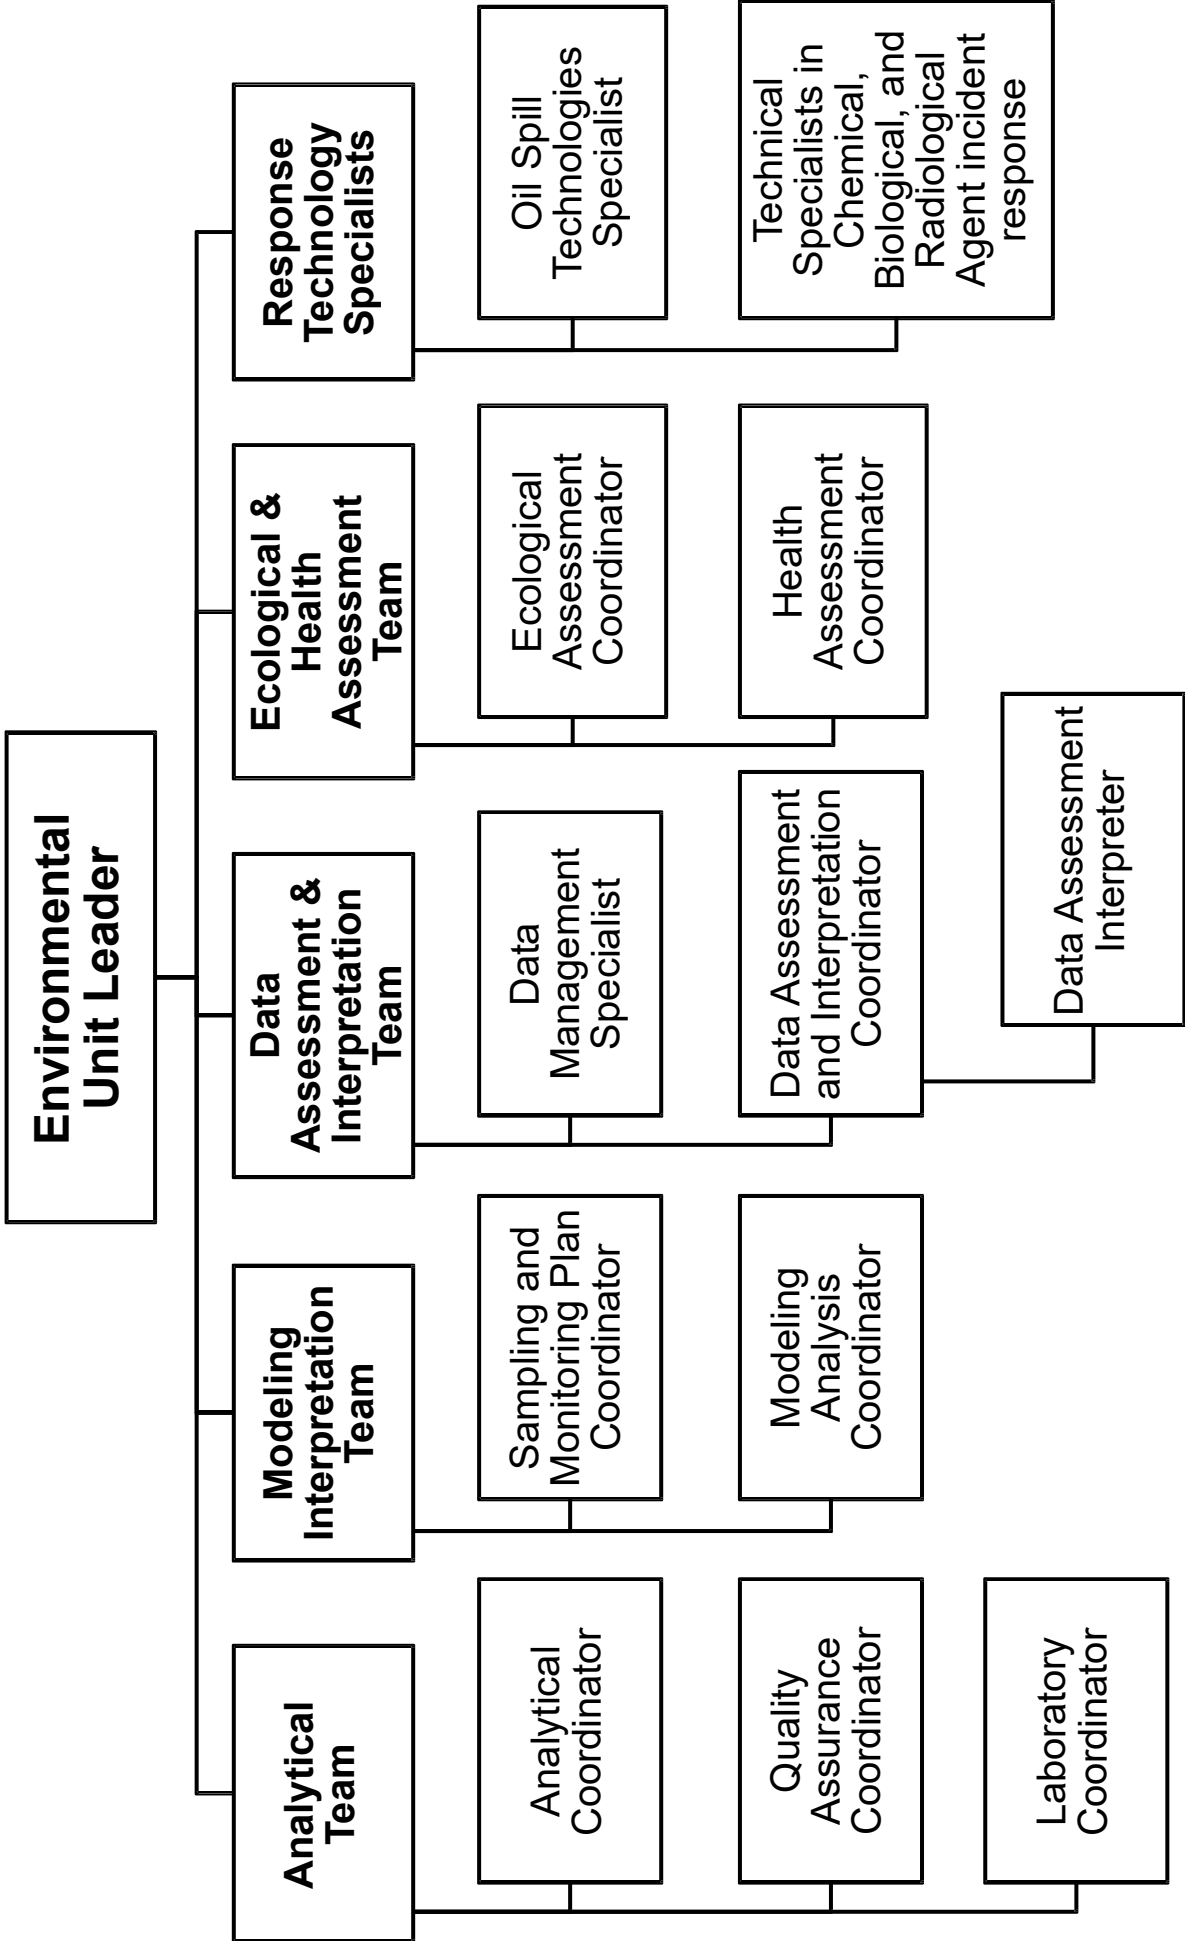 Environmental
Unit Leader
Analytical
Team
Analytical
Coordinator
Quality
Assurance
Coordinator
Laboratory
Coordinator
Modeling
Interpretation
Team
Sampling and
Monitoring Plan
Coordinator
Modeling
Analysis
Coordinator
Data
Assessment &
Interpretation
Team
Data
Management
Specialist
Data Assessment
and Interpretation
Coordinator
Data Assessment
Interpreter
Ecological &
Health
Assessment
Team
Ecological
Assessment
Coordinator
Health
Assessment
Coordinator
Response
Technology
Specialists
Oil Spill
Technologies
Specialist
Technical
Specialists in
Chemical,
Biological, and
Radiological
Agent incident
response